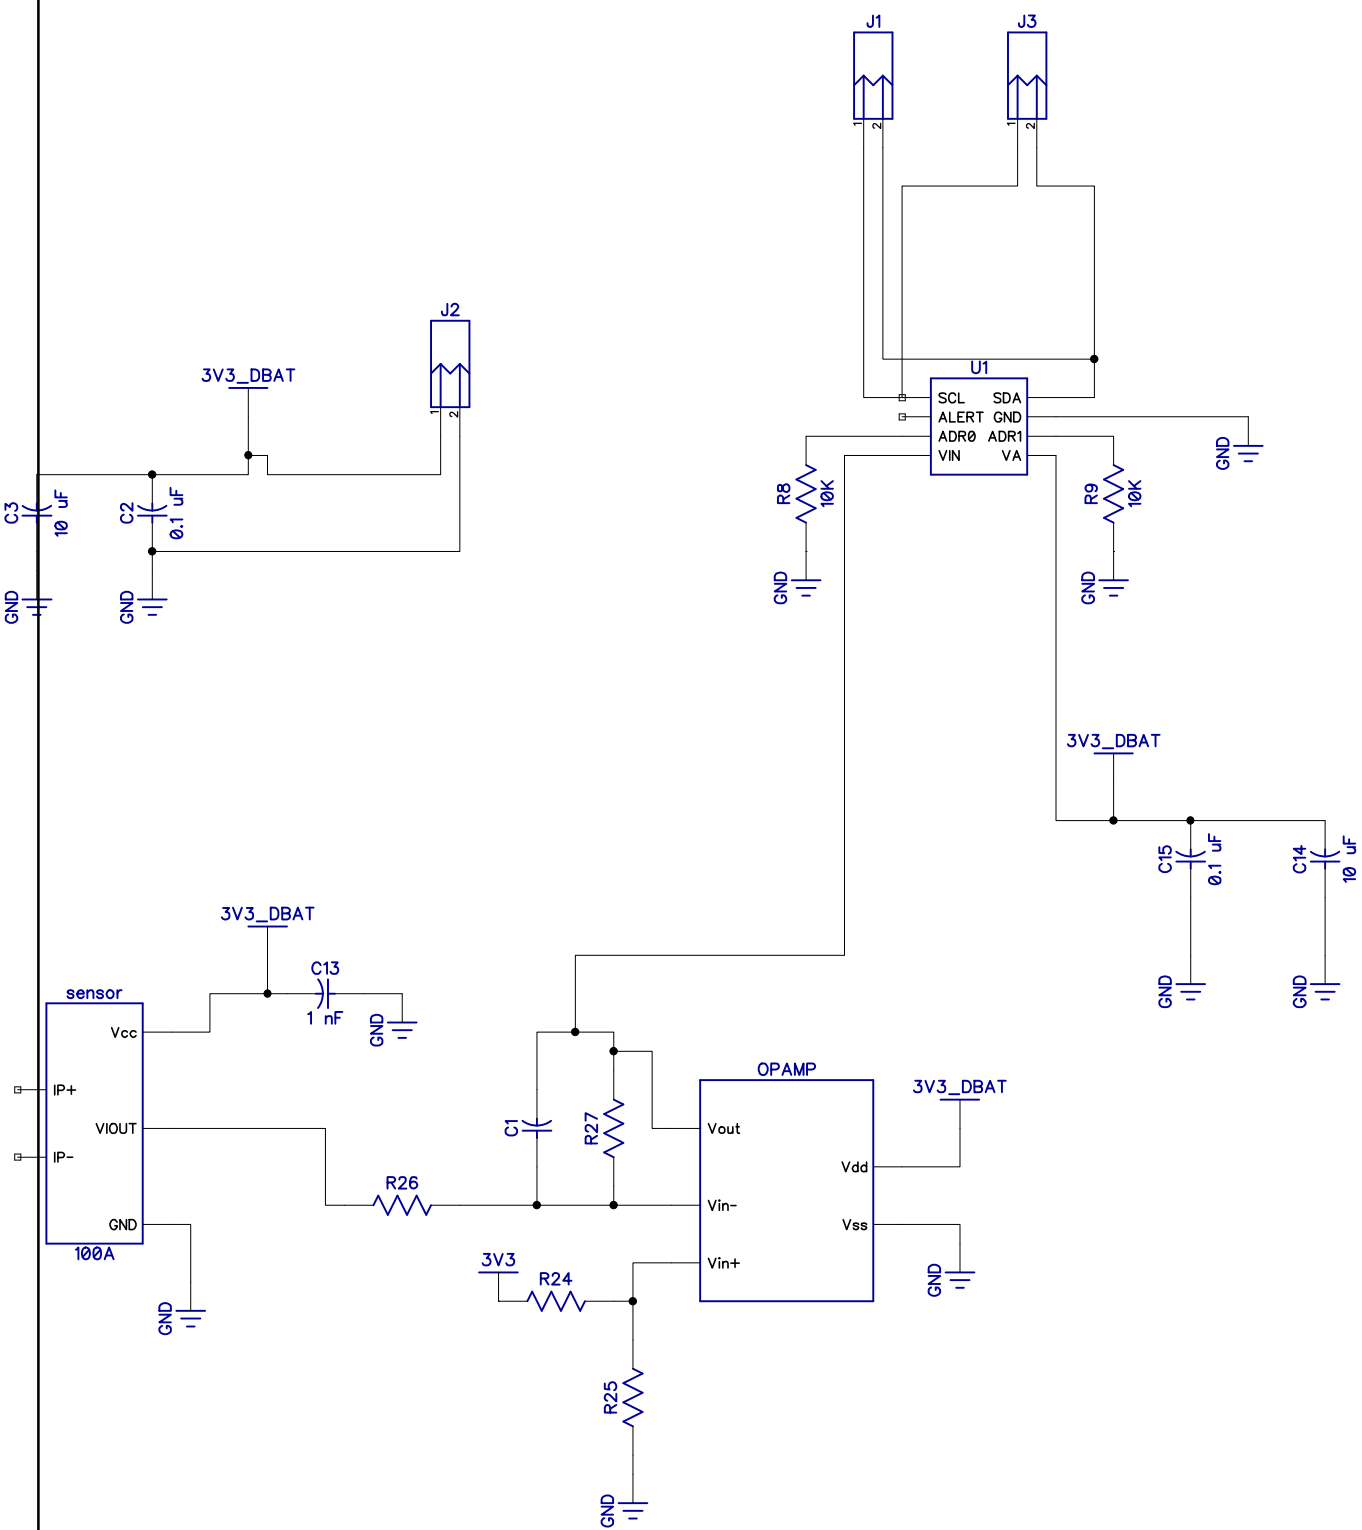 J1
J3
1
2
1
2
J2
3V3_DBAT
1
2
U1
SCL SDA
ALERT GND
ADR0 ADR1
VIN VA
GND
C3
10 uF
C2
0.1 uF
R8
10K
R9
10K
GND
GND
GND
GND
3V3_DBAT
C15
0.1 uF
C14
10 uF
3V3_DBAT
C13
1 nF
GND
GND
GND
sensor
Vcc
IP+
VIOUT
IP-
GND
100A
GND
OPAMP
Vout
Vdd
Vin-
Vss
Vin+
3V3_DBAT
C1
R27
R26
3V3
R24
GND
R25
GND